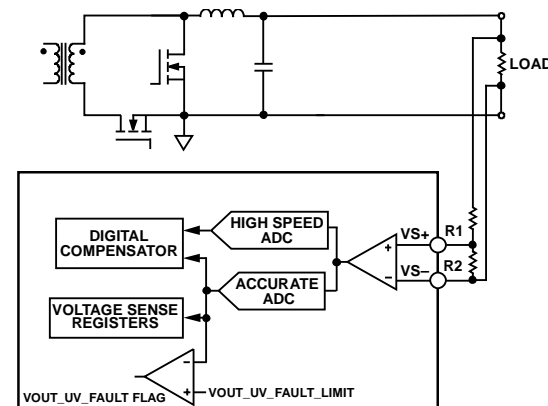 LOAD
HIGH SPEED
ADC
DIGITAL
COMPENSATOR
VS+
R1
VS–
R2
ACCURATE
ADC
VOLTAGE SENSE
REGISTERS
+
–
–
+
VOUT_UV_FAULT FLAG
VOUT_UV_FAULT_LIMIT